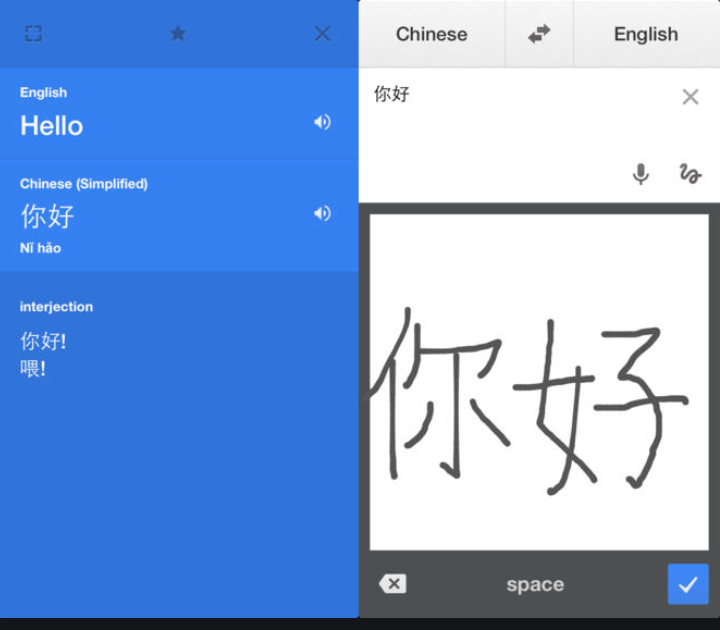 English
Hello
Chinese (Simplified)
你好
Nǐ hǎo
interjection
你好!
喂!
Chinese
English
你好
你好
space